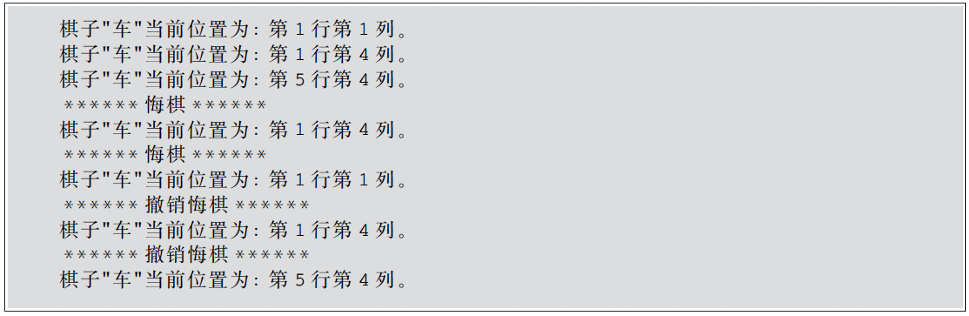 棋子"车"当前位置为：第 1 行第 1 列。
棋子"车"当前位置为：第 1 行第 4 列。
棋子"车"当前位置为：第 5 行第 4 列。
****** 悔棋 ******
棋子"车"当前位置为：第 1 行第 4 列。
****** 悔棋 ******
棋子"车"当前位置为：第 1 行第 1 列。
****** 撤销悔棋 ******
棋子"车"当前位置为：第 1 行第 4 列。
****** 撤销悔棋 ******
棋子"车"当前位置为：第 5 行第 4 列。